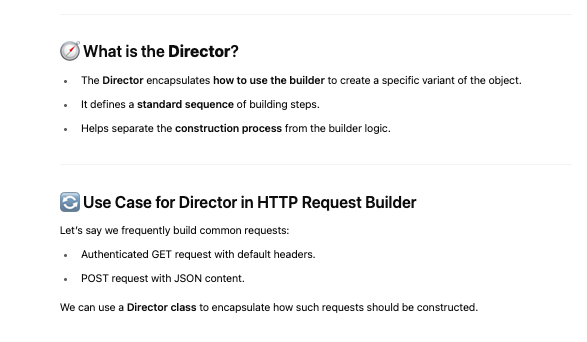 🧭 What is the Director?
• The Director encapsulates how to use the builder to create a specific variant of the object.
• It defines a standard sequence of building steps.
• Helps separate the construction process from the builder logic.
🔄 Use Case for Director in HTTP Request Builder
Let's say we frequently build common requests:
• Authenticated GET request with default headers.
• POST request with JSON content.
We can use a Director class to encapsulate how such requests should be constructed.